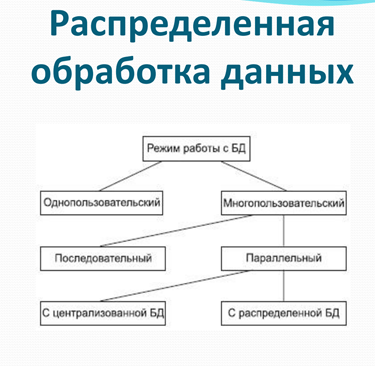 Распределенная
обработка данных
Режим работы с БД
Однопользовательский
Многопользовательский
Последовательный
Параллельный
С централизованной БД
С распределенной БД